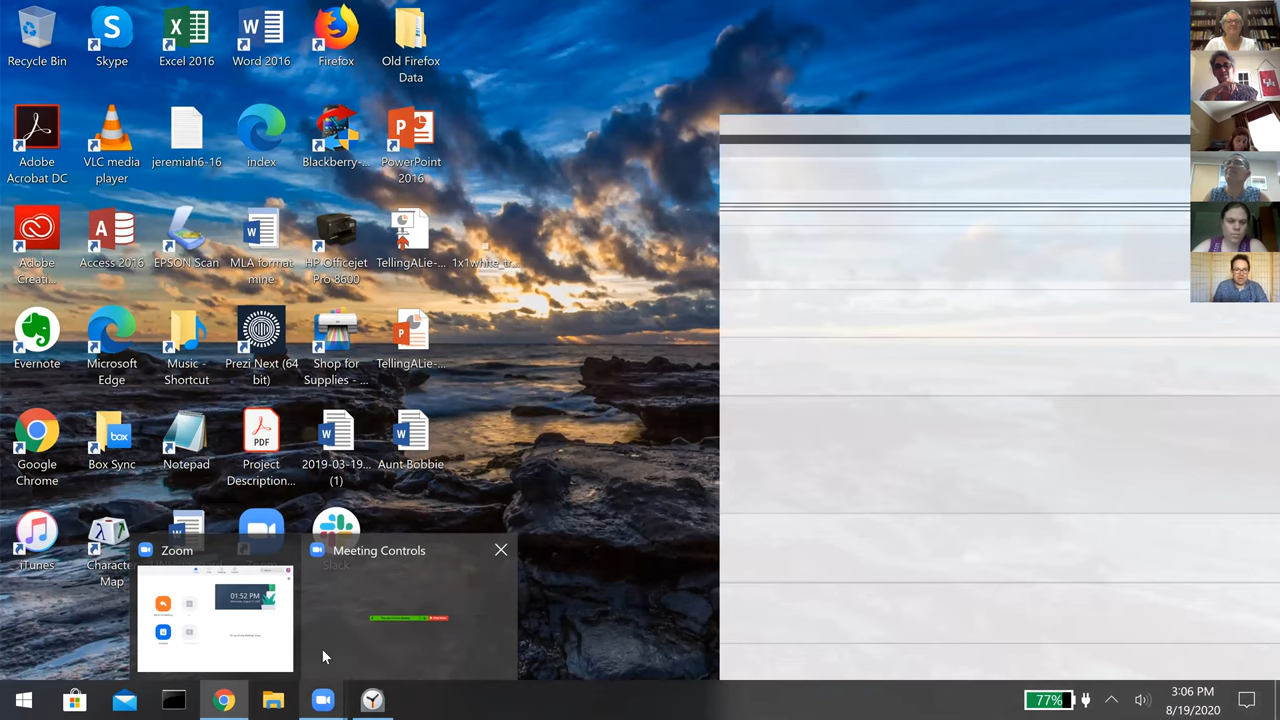 Recycle Bin
Skype
Excel 2016
Word 2016
Firefox
Old Firefox
Data
Adobe
Acrobat DC
VLC media
player
jeremiah6-16
index
Blackberry-...
PowerPoint
2016
Adobe
Creati...
Access 2016
EPSON Scan
MLA format
mine
HP Officejet
Pro 8600
TellingALie-...
1x1white_tr...
Evernote
Microsoft
Edge
Music -
Shortcut
Prezi Next (64
bit)
Shop for
Supplies - ...
TellingALie-...
Google
Chrome
Box Sync
Notepad
PDF
Project
Description...
2019-03-19...
(1)
Aunt Bobbie
iTunes
Character
Map
Slack
Zoom
Meeting Controls
01:52 PM
77%
3:06 PM
8/19/2020